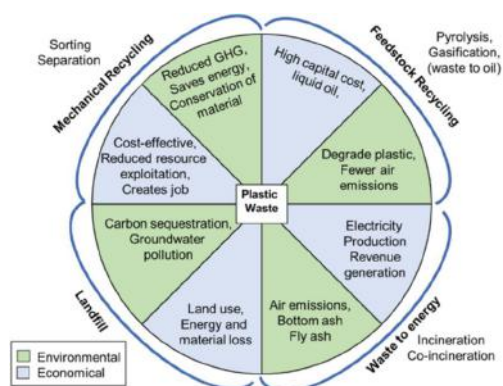 Sorting
Separation
Mechanical Recycling
Reduced GHG,
Saves energy,
Conservation of
material
High capital cost,
liquid oil,
Feedstock Recycling
Pyrolysis,
Gasification,
(waste to oil)
Cost-effective,
Reduced resource
exploitation,
Creates job
Degrade plastic,
Fewer air
emissions
Plastic
Waste
Carbon sequestration,
Groundwater
pollution
Electricity
Production
Revenue
generation
Landfill
Land use,
Energy and
material loss
Air emissions,
Bottom ash
Fly ash
Waste to energy
Incineration
Co-incineration
Environmental
Economical